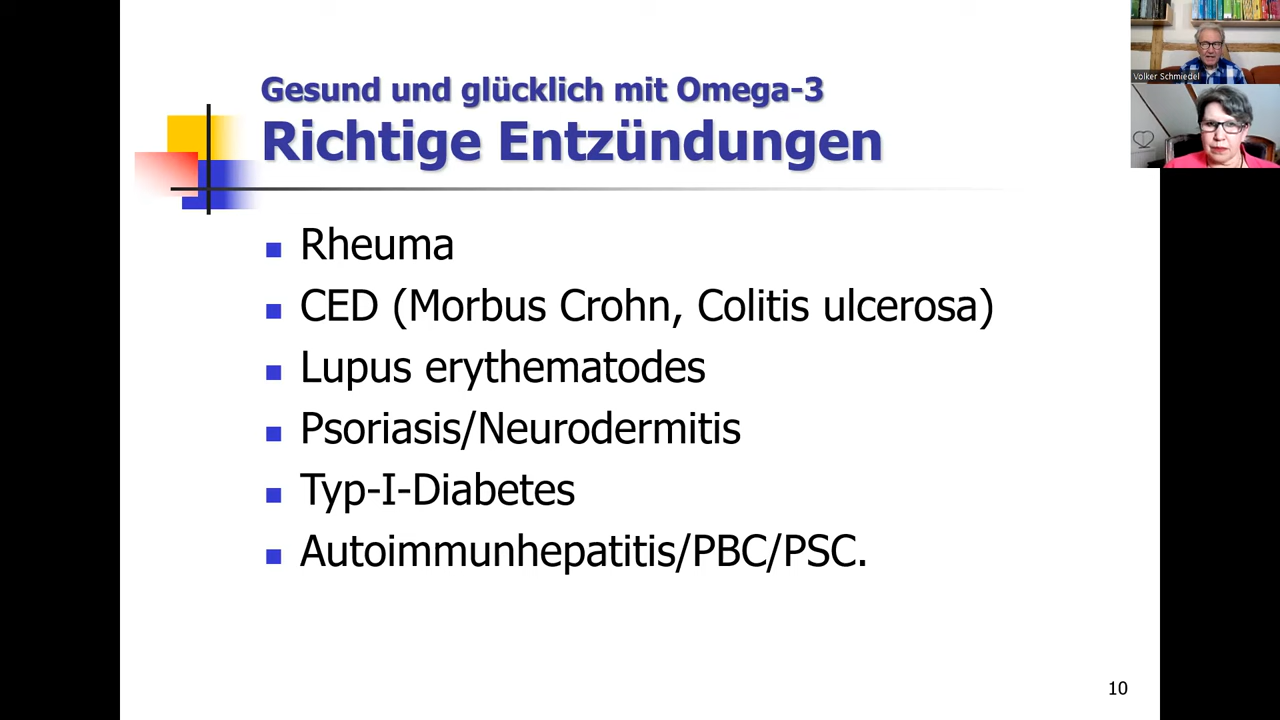 Gesund und glücklich mit Omega-3
Richtige Entzündungen
Rheuma
CED (Morbus Crohn, Colitis ulcerosa)
Lupus erythematodes
Psoriasis/Neurodermitis
Typ-I-Diabetes
Autoimmunhepatitis/PBC/PSC.
10
Volker Schmiedel